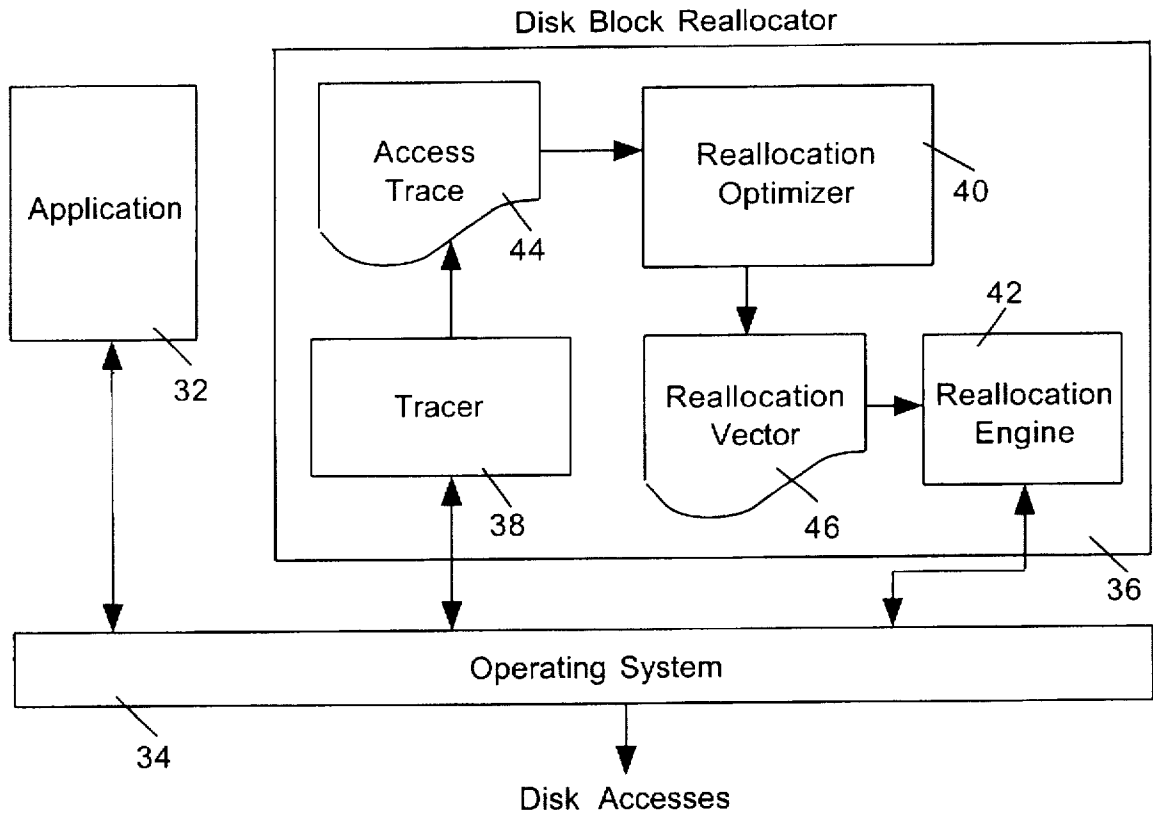 Disk Block Reallocator
Access
Trace
44
Reallocation
Optimizer
40
Application
32
Tracer
38
Reallocation
Vector
46
42
Reallocation
Engine
36
Operating System
34
Disk Accesses